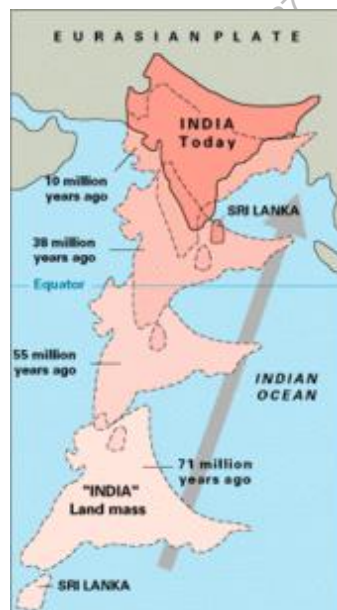 EURASIAN PLATE
INDIA
Today
10 million
years ago
SRI LANKA
38 million
years ago
Equator
55 million
years ago
INDIAN
OCEAN
71 million
years ago
"INDIA"
Land mass
SRI LANKA